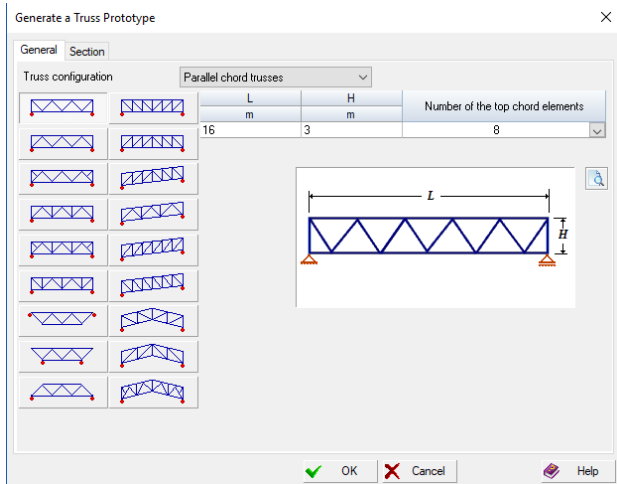 Generate a Truss Prototype
General Section
Truss configuration Parallel chord trusses
L H Number of the top chord elements
m m
16 3 8
L
H
OK Cancel Help